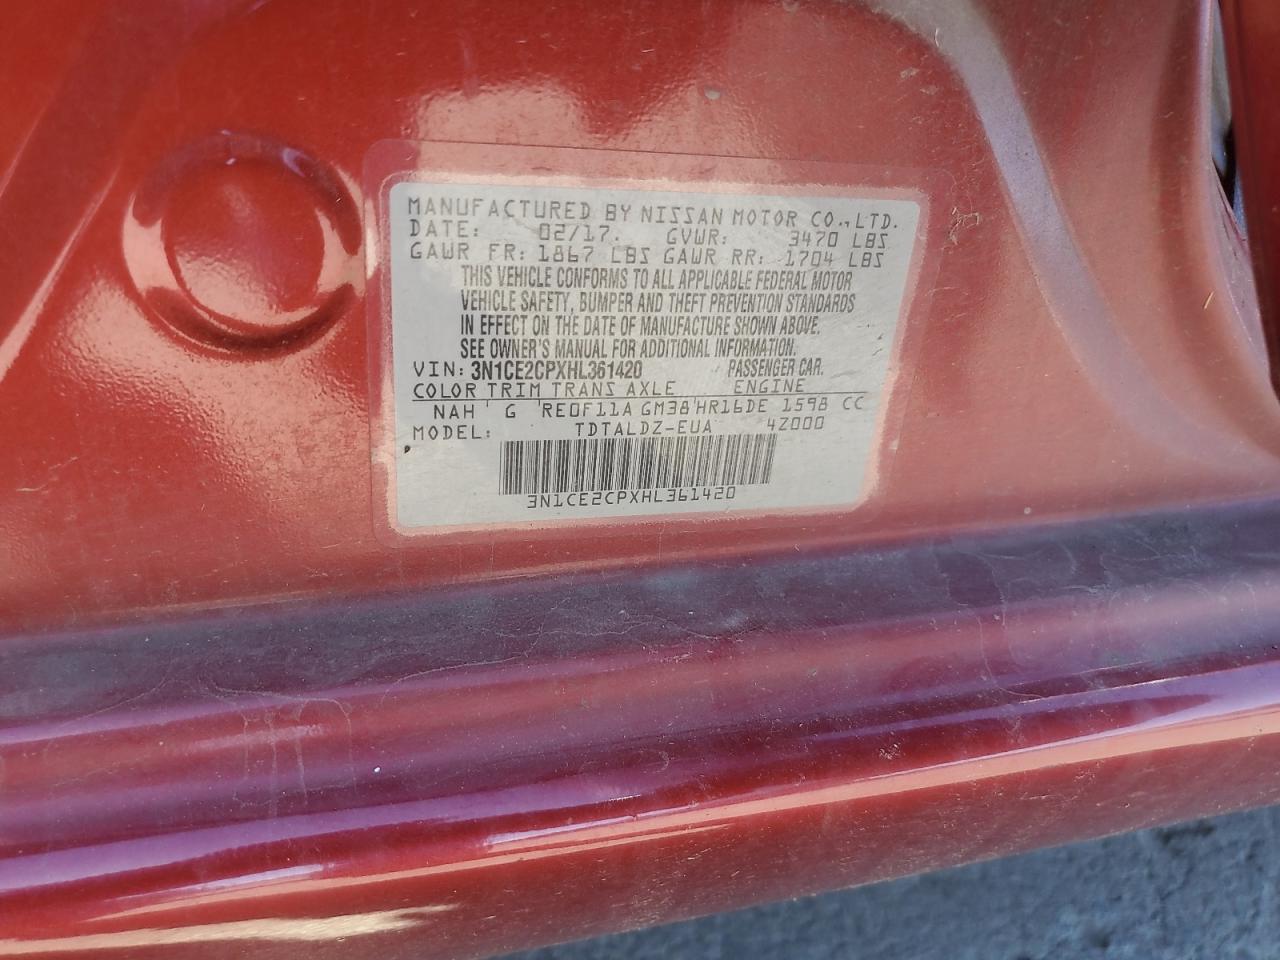 MANUFACTURED BY NISSAN MOTOR CO., LTD.
DATE: 02/17. GVWR: 3470 LBS
GAWR FR: 1867 LBS GAWR RR: 1704 LBS
THIS VEHICLE CONFORMS TO ALL APPLICABLE FEDERAL MOTOR
VEHICLE SAFETY, BUMPER AND THEFT PREVENTION STANDARDS
IN EFFECT ON THE DATE OF MANUFACTURE SHOWN ABOVE.
SEE OWNER'S MANUAL FOR ADDITIONAL INFORMATION.
VIN: 3N1CE2CPXHL361420 PASSENGER CAR.
COLOR TRIM TRANS AXLE ENGINE
NAH G RE0F11A GM38 HR16DE 1598 CC
MODEL: TDTALDZ-EUA 4Z000
3N1CE2CPXHL361420